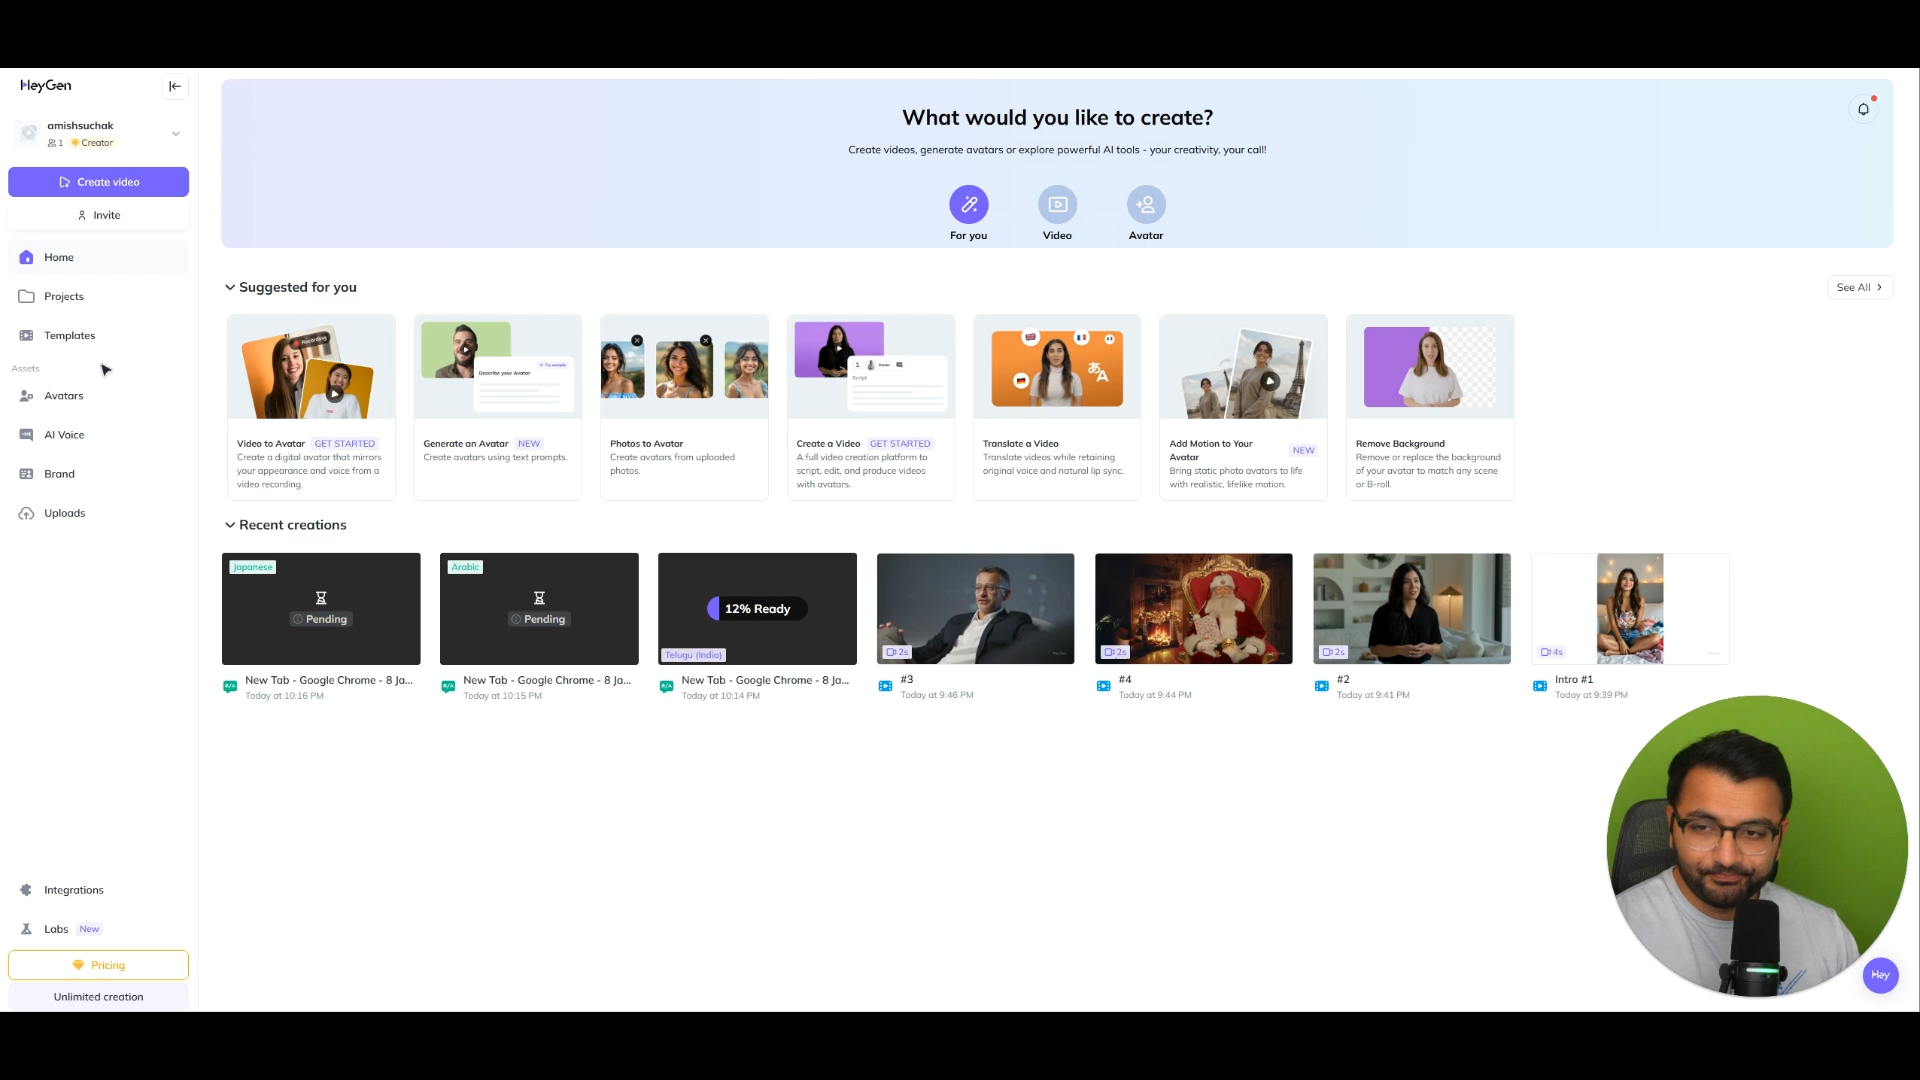 HeyGen
amishsuchak
1 Creator
Create video
Invite
Home
Projects
Templates
Assets
Avatars
AI Voice
Brand
Uploads
Integrations
Labs New
Pricing
Unlimited creation
What would you like to create?
Create videos, generate avatars or explore powerful AI tools - your creativity, your call!
For you
Video
Avatar
Suggested for you
See All
Recording
Video to Avatar GET STARTED
Create a digital avatar that mirrors
your appearance and voice from a
video recording.
Try example
Describe your Avatar
Generate an Avatar NEW
Create avatars using text prompts.
Photos to Avatar
Create avatars from uploaded
photos.
Script
Create a Video GET STARTED
A full video creation platform to
script, edit, and produce videos
with avatars.
Translate a Video
Translate videos while retaining
original voice and natural lip sync.
Add Motion to Your
Avatar
NEW
Bring static photo avatars to life
with realistic, lifelike motion.
Remove Background
Remove or replace the background
of your avatar to match any scene
or B-roll.
Recent creations
Japanese
Pending
New Tab - Google Chrome - 8 Ja...
Today at 10:16 PM
Arabic
Pending
New Tab - Google Chrome - 8 Ja...
Today at 10:15 PM
12% Ready
Telugu (India)
New Tab - Google Chrome - 8 Ja...
Today at 10:14 PM
2s
#3
Today at 9:46 PM
2s
#4
Today at 9:44 PM
2s
#2
Today at 9:41 PM
4s
Intro #1
Today at 9:39 PM
Hey